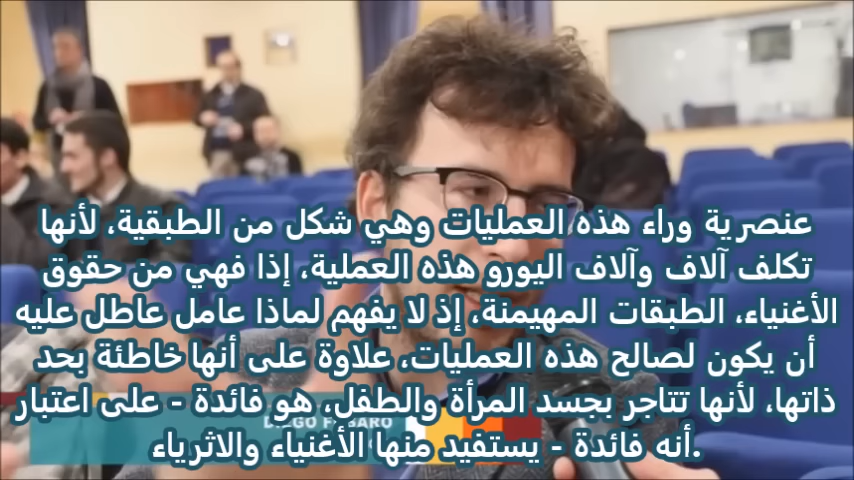 عنصرية وراء هذه العمليات وهي شكل من الطبقية، لأنها
تكلف آلاف وآلاف اليورو هذه العملية، إذا فهي من حقوق
الأغنياء، الطبقات المهيمنة، إذ لا يفهم لماذا عامل عاطل عليه
أن يكون لصالح هذه العمليات، علاوة على أنها خاطئة بحد
ذاتها، لأنها تتاجر بجسد المرأة والطفل، هو فائدة - على اعتبار
أنه فائدة - يستفيد منها الأغنياء والاثرياء.
DIEGO